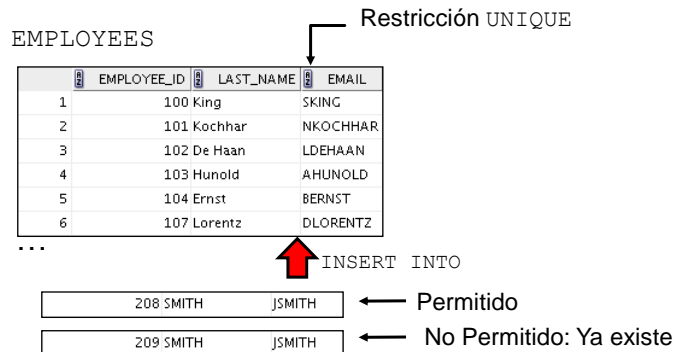 Restricción UNIQUE
EMPLOYEES
EMPLOYEE_ID LAST_NAME EMAIL
1 100 King SKING
2 101 Kochhar NKOCHHAR
3 102 De Haan LDEHAAN
4 103 Hunold AHUNOLD
5 104 Ernst BERNST
6 107 Lorentz DLORENTZ
...
INSERT INTO
208 SMITH JSMITH Permitido
209 SMITH JSMITH No Permitido: Ya existe